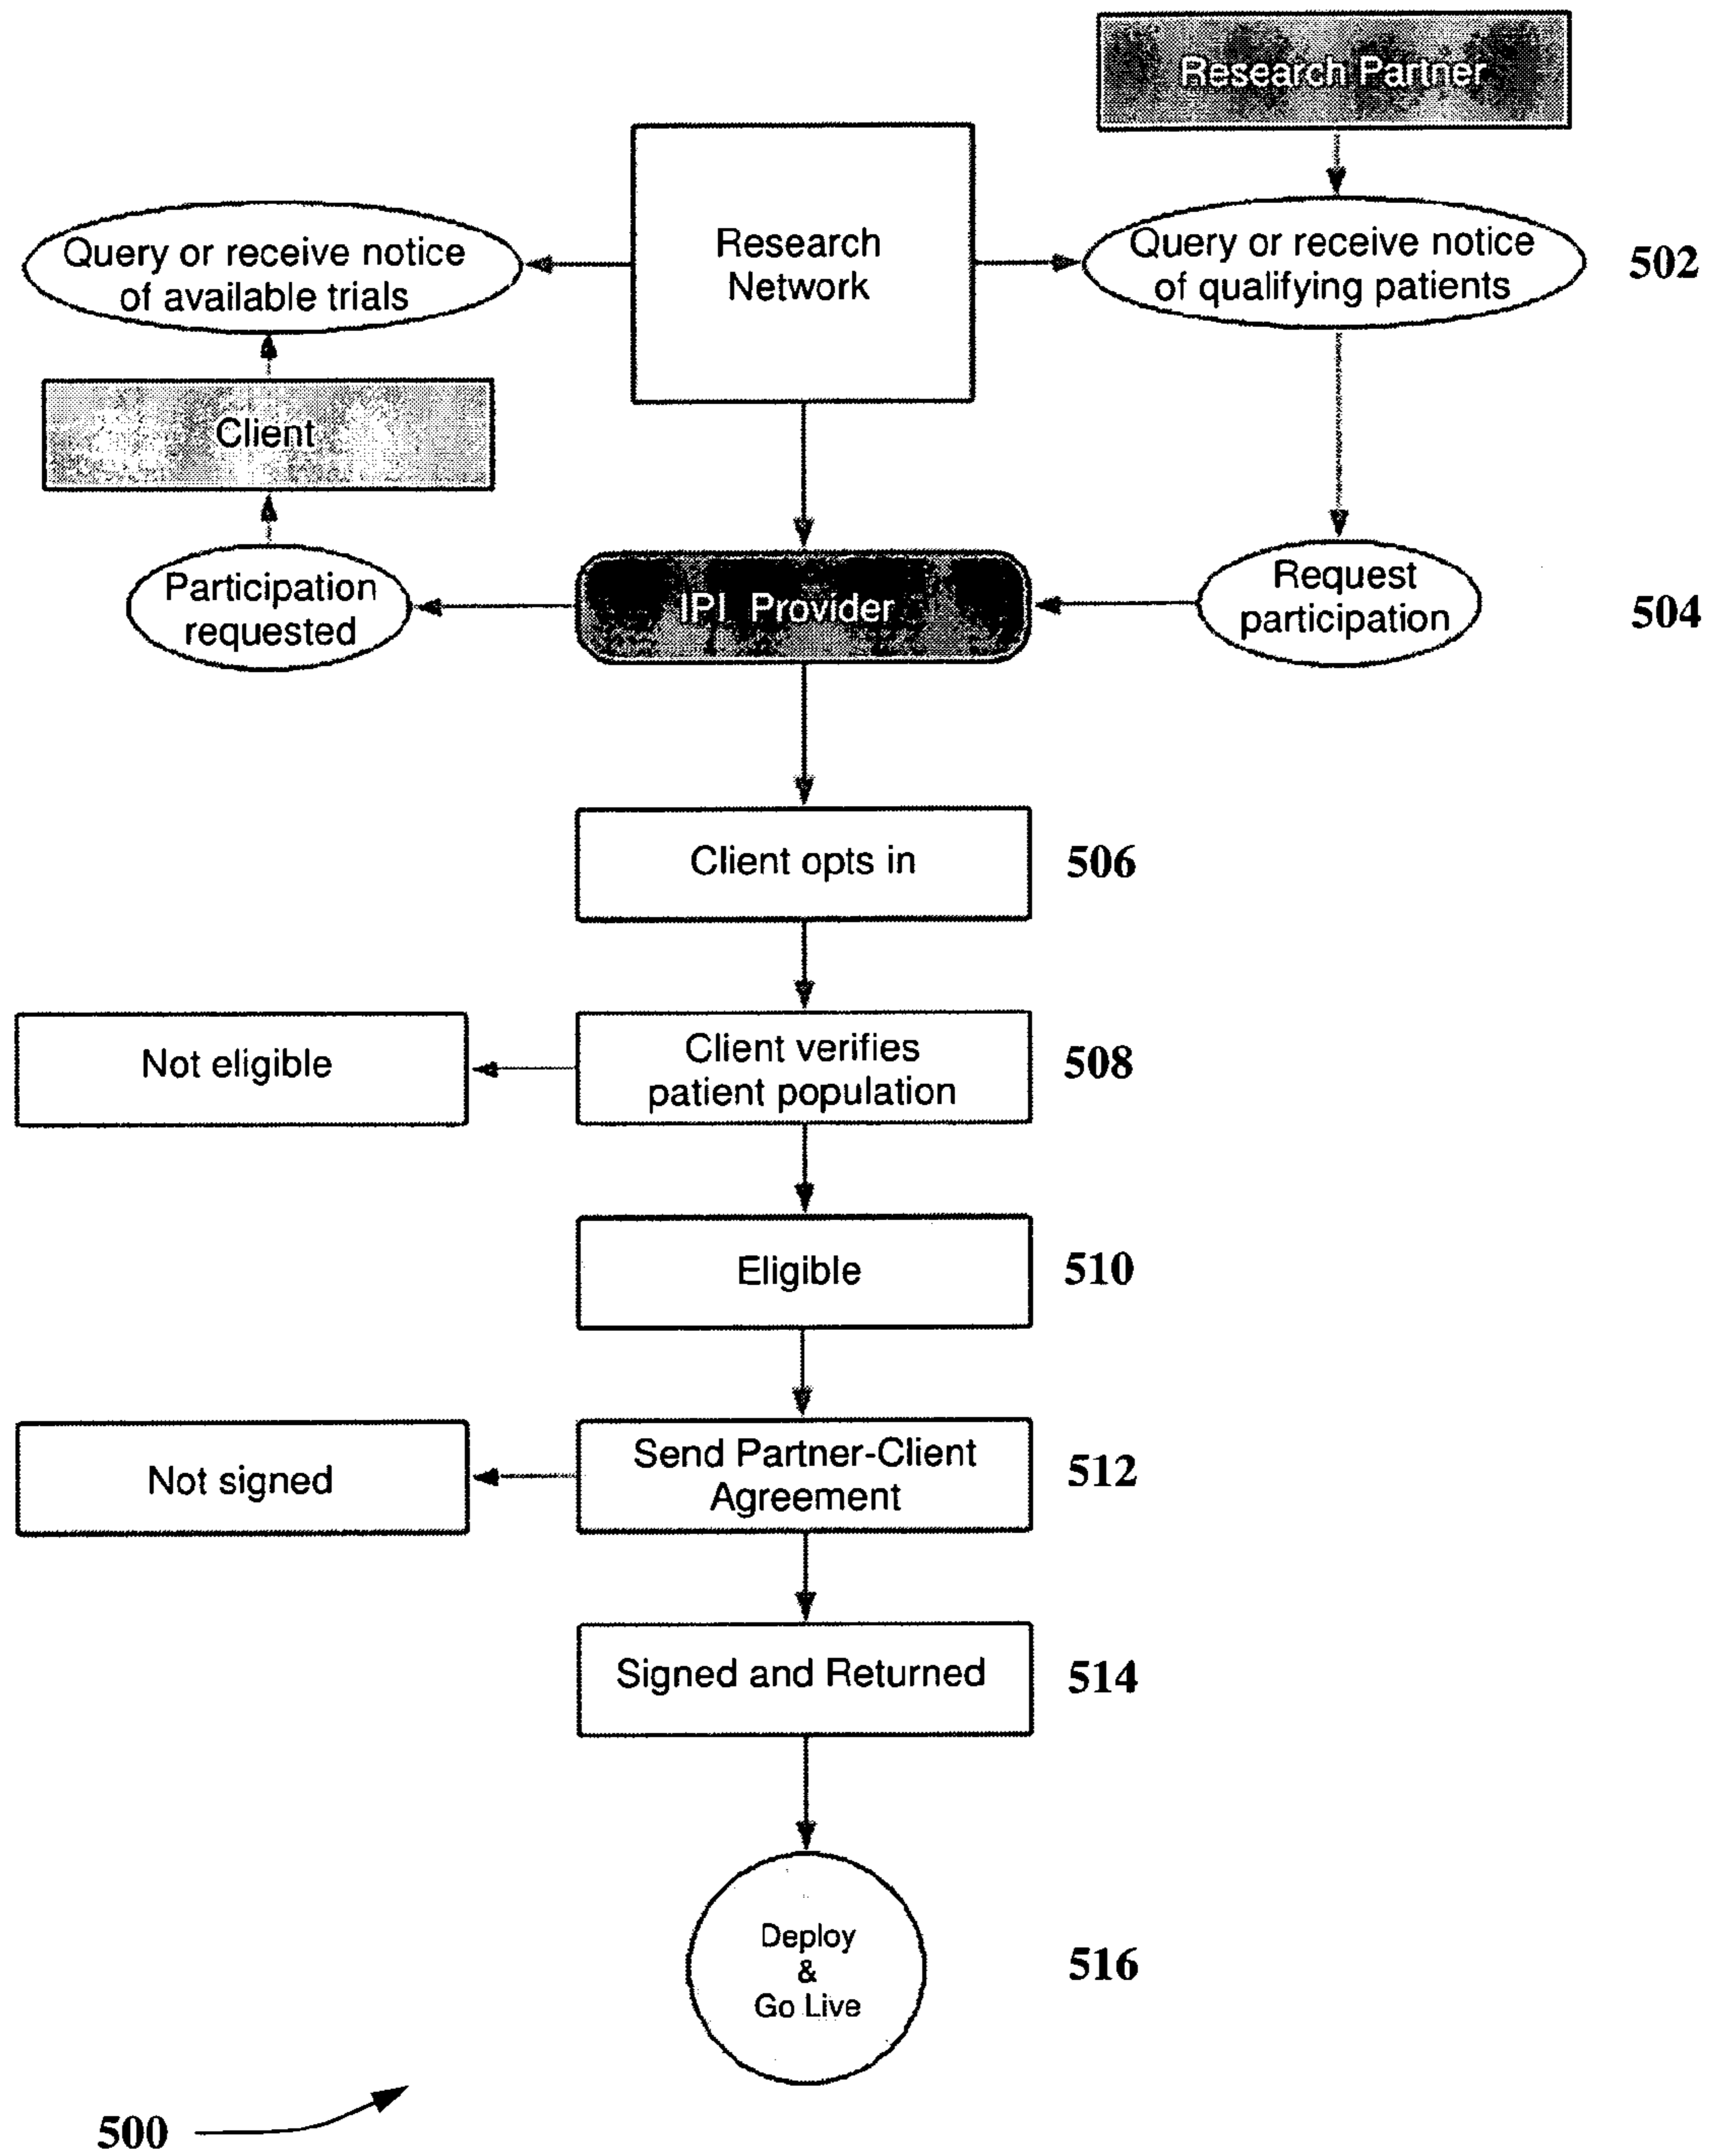 Research Partner
Research
Network
Query or receive notice
of available trials
Query or receive notice
of qualifying patients
502
Client
Participation
requested
IPI Provider
Request
participation
504
Client opts in
506
Not eligible
Client verifies
patient population
508
Eligible
510
Not signed
Send Partner-Client
Agreement
512
Signed and Returned
514
Deploy
&
Go Live
516
500